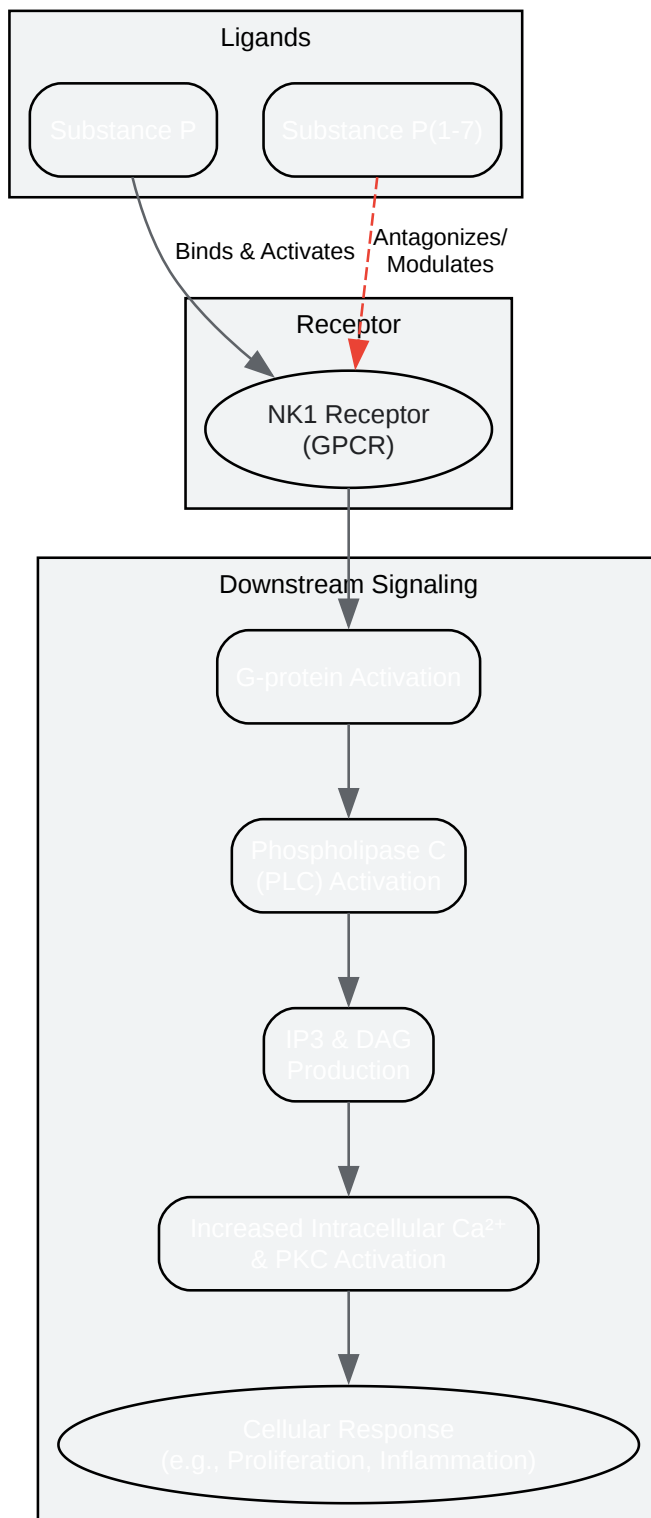 Ligands
Substance P
Substance P(1-7)
Binds & Activates
Antagonizes/
Modulates
Receptor
NK1 Receptor
(GPCR)
Downstream Signaling
G-protein Activation
Phospholipase C
(PLC) Activation
IP3 & DAG
Production
Increased Intracellular Ca²⁺
& PKC Activation
Cellular Response
(e.g., Proliferation, Inflammation)